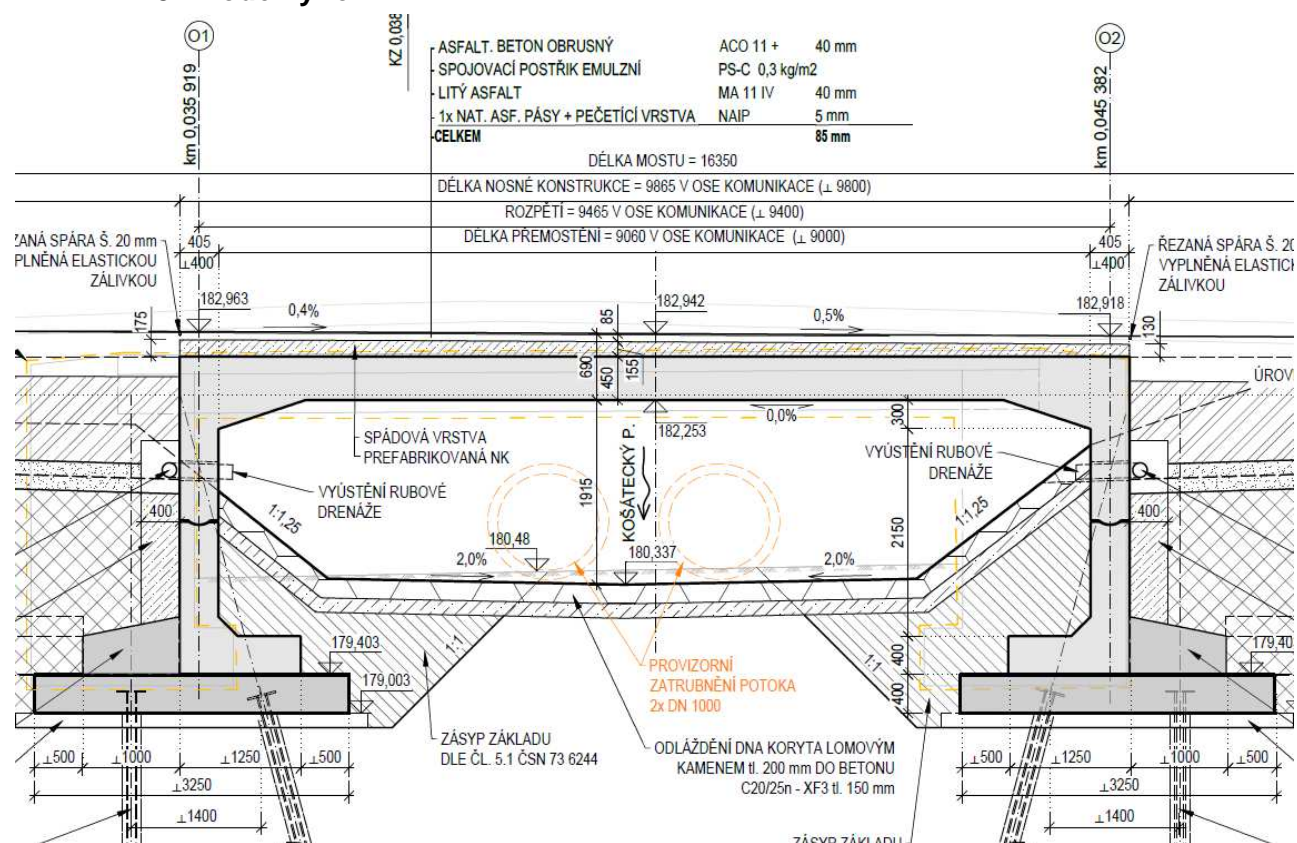 O1
O2
KZ 0,038
km 0,035 919
km 0,045 382
ASFALT. BETON OBRUSNÝ ACO 11 + 40 mm
SPOJOVACÍ POSTŘIK EMULZNÍ PS-C 0,3 kg/m2
LITÝ ASFALT MA 11 IV 40 mm
1x NAT. ASF. PÁSY + PEČETÍCÍ VRSTVA NAIP 5 mm
CELKEM 85 mm
DÉLKA MOSTU = 16350
DÉLKA NOSNÉ KONSTRUKCE = 9865 V OSE KOMUNIKACE (⊥ 9800)
ROZPĚTÍ = 9465 V OSE KOMUNIKACE (⊥ 9400)
DÉLKA PŘEMOSTĚNÍ = 9060 V OSE KOMUNIKACE (⊥ 9000)
EZANÁ SPÁRA Š. 20 mm
YPLNĚNÁ ELASTICKOU
ZÁLIVKOU
405
⊥400
405
⊥400
ŘEZANÁ SPÁRA Š. 20
VYPLNĚNÁ ELASTICK
ZÁLIVKOU
182,963
0,4%
85
182,942
0,5%
182,918
175
130
690
450
155
0,0%
300
ÚROV
182,253
SPÁDOVÁ VRSTVA
PREFABRIKOVANÁ NK
VYÚSTĚNÍ RUBOVÉ
DRENÁŽE
VYÚSTĚNÍ RUBOVÉ
DRENÁŽE
1915
KOŠÁTECKÝ P.
400
1:1,25
1:1,25
2150
400
180,48
180,337
2,0%
2,0%
179,403
1:1
1:1
400
179,40
179,003
400
PROVIZORNÍ
ZATRUBNĚNÍ POTOKA
2x DN 1000
ZÁSYP ZÁKLADU
DLE ČL. 5.1 ČSN 73 6244
ODLÁŽDĚNÍ DNA KORYTA LOMOVÝM
KAMENEM tl. 200 mm DO BETONU
C20/25n - XF3 tl. 150 mm
⊥500 ⊥1000 ⊥1250 ⊥500
⊥3250
⊥1400
⊥500 ⊥1250 ⊥1000 ⊥500
⊥3250
⊥1400
ZÁSYP ZÁKLADU